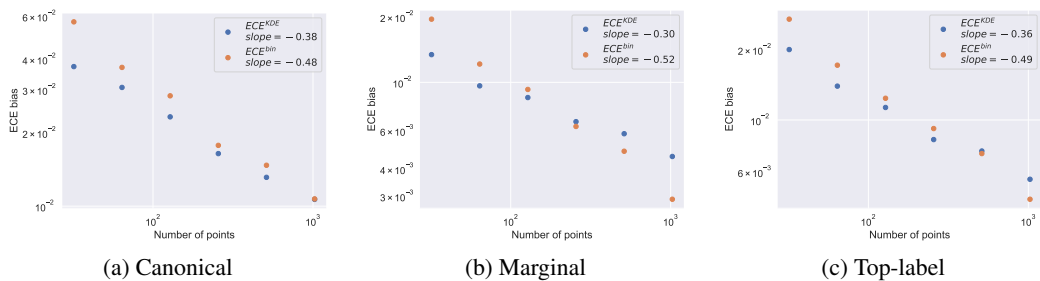 6 × 10⁻²
4 × 10⁻²
3 × 10⁻²
2 × 10⁻²
10⁻²
ECE bias
10²
10³
Number of points
ECE^KDE
slope = −0.38
ECE^bin
slope = −0.48
(a) Canonical
2 × 10⁻²
10⁻²
6 × 10⁻³
4 × 10⁻³
3 × 10⁻³
ECE bias
10²
10³
Number of points
ECE^KDE
slope = −0.30
ECE^bin
slope = −0.52
(b) Marginal
2 × 10⁻²
10⁻²
6 × 10⁻³
ECE bias
10²
10³
Number of points
ECE^KDE
slope = −0.36
ECE^bin
slope = −0.49
(c) Top-label